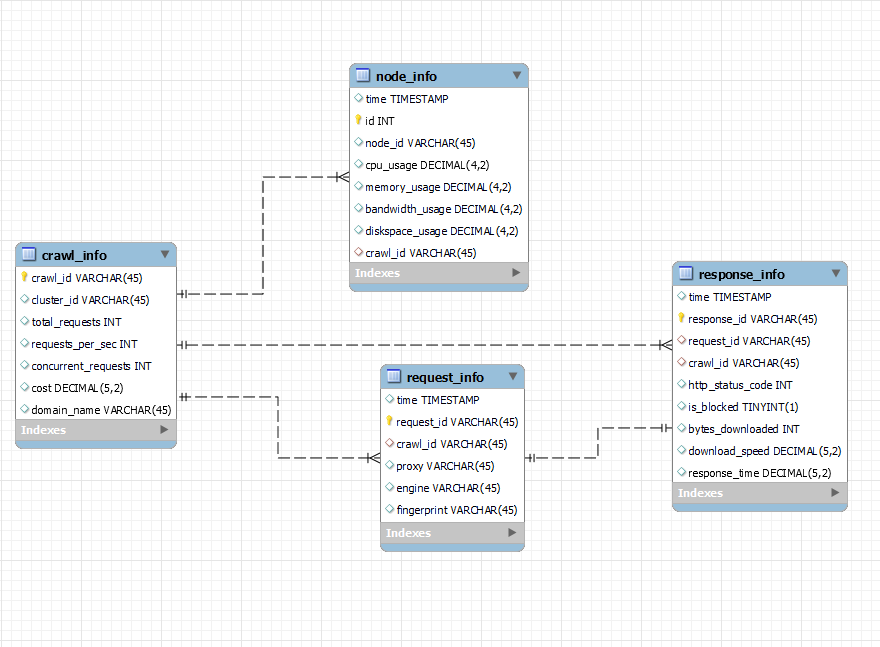 node_info
time TIMESTAMP
id INT
node_id VARCHAR(45)
cpu_usage DECIMAL(4,2)
memory_usage DECIMAL(4,2)
bandwidth_usage DECIMAL(4,2)
diskspace_usage DECIMAL(4,2)
crawl_id VARCHAR(45)
Indexes
crawl_info
crawl_id VARCHAR(45)
cluster_id VARCHAR(45)
total_requests INT
requests_per_sec INT
concurrent_requests INT
cost DECIMAL(5,2)
domain_name VARCHAR(45)
Indexes
request_info
time TIMESTAMP
request_id VARCHAR(45)
crawl_id VARCHAR(45)
proxy VARCHAR(45)
engine VARCHAR(45)
fingerprint VARCHAR(45)
Indexes
response_info
time TIMESTAMP
response_id VARCHAR(45)
request_id VARCHAR(45)
crawl_id VARCHAR(45)
http_status_code INT
is_blocked TINYINT(1)
bytes_downloaded INT
download_speed DECIMAL(5,2)
response_time DECIMAL(5,2)
Indexes